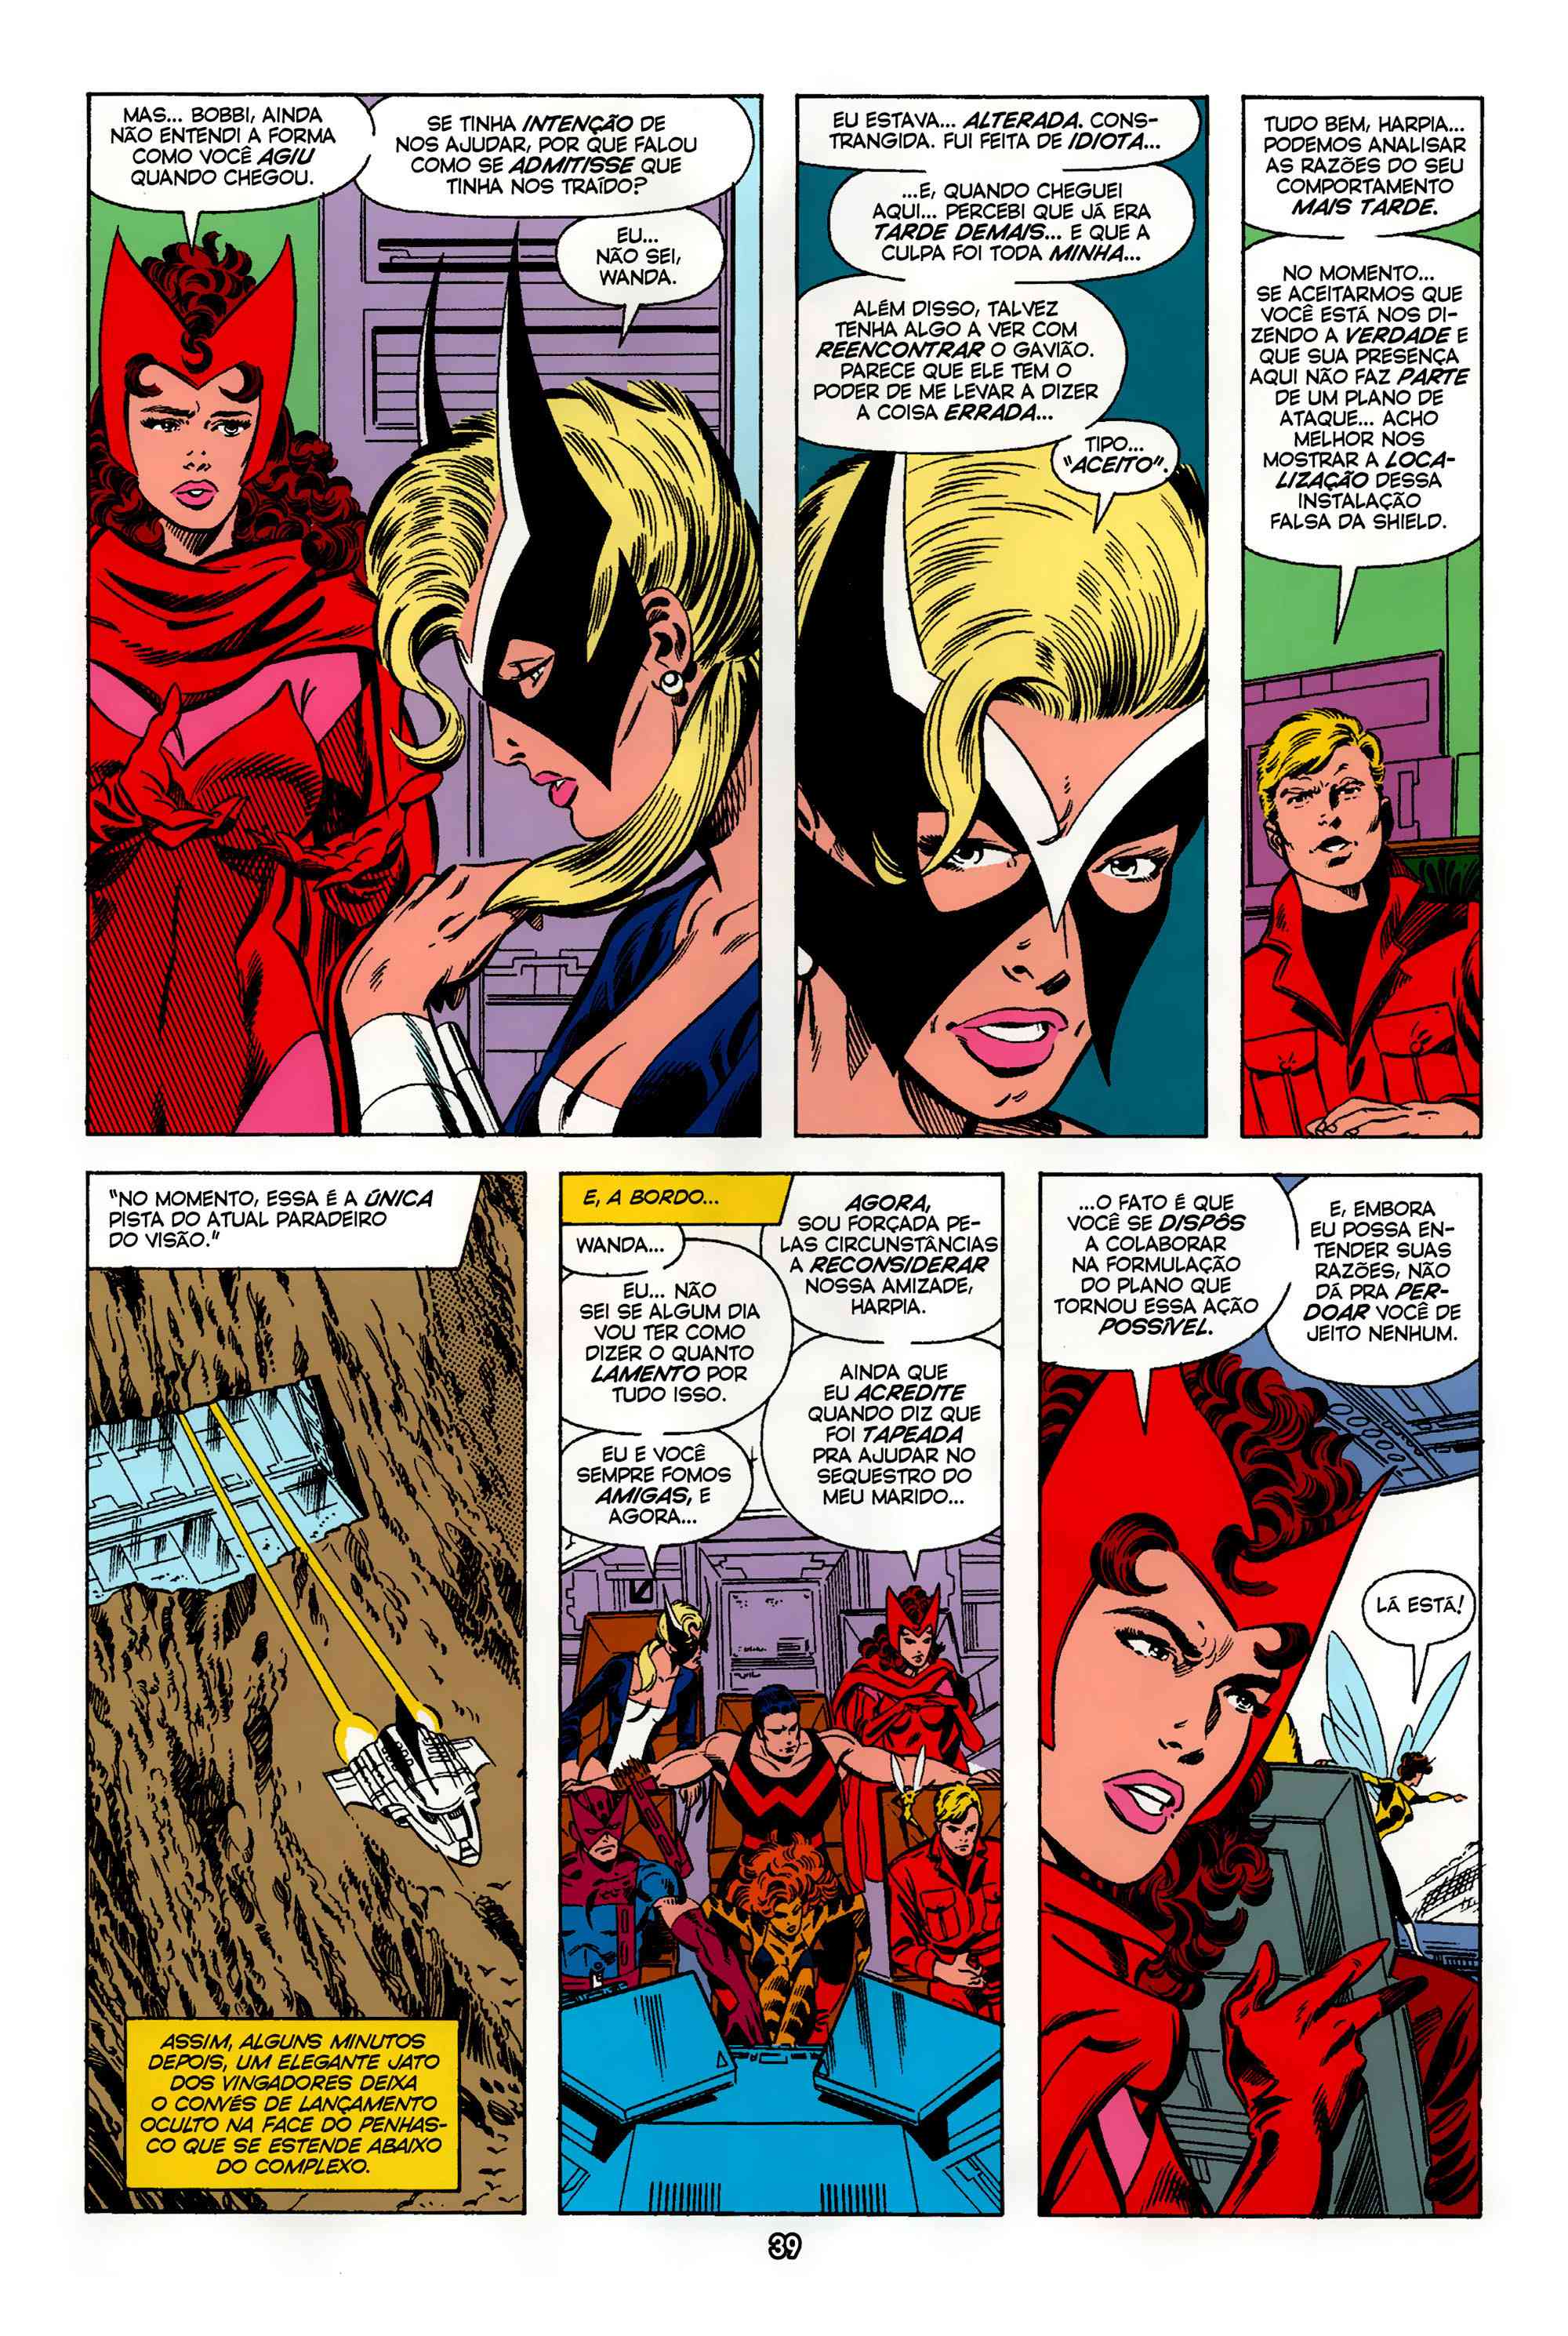 MAS... BOBBI, AINDA
NÃO ENTENDI A FORMA
COMO VOCÊ AGIU
QUANDO CHEGOU.
SE TINHA INTENÇÃO DE
NOS AJUDAR, POR QUE FALOU
COMO SE ADMITISSE QUE
TINHA NOS TRAÍDO?
EU...
NÃO SEI,
WANDA.
EU ESTAVA... ALTERADA. CONS-
TRANGIDA. FUI FEITA DE IDIOTA...
...E, QUANDO CHEGUEI
AQUI... PERCEBI QUE JÁ ERA
TARDE DEMAIS... E QUE A
CULPA FOI TODA MINHA...
ALÉM DISSO, TALVEZ
TENHA ALGO A VER COM
REENCONTRAR O GAVIÃO.
PARECE QUE ELE TEM O
PODER DE ME LEVAR A DIZER
A COISA ERRADA...
TIPO...
"ACEITO".
TUDO BEM, HARPIA...
PODEMOS ANALISAR
AS RAZÕES DO SEU
COMPORTAMENTO
MAIS TARDE.
NO MOMENTO...
SE ACEITARMOS QUE
VOCÊ ESTÁ NOS DI-
ZENDO A VERDADE E
QUE SUA PRESENÇA
AQUI NÃO FAZ PARTE
DE UM PLANO DE
ATAQUE... ACHO
MELHOR NOS
MOSTRAR A LOCA-
LIZAÇÃO DESSA
INSTALAÇÃO
FALSA DA SHIELD.
"NO MOMENTO, ESSA É A ÚNICA
PISTA DO ATUAL PARADEIRO
DO VISÃO."
ASSIM, ALGUNS MINUTOS
DEPOIS, UM ELEGANTE JATO
DOS VINGADORES DEIXA
O CONVÉS DE LANÇAMENTO
OCULTO NA FACE DO PENHAS-
CO QUE SE ESTENDE ABAIXO
DO COMPLEXO.
E, A BORDO...
WANDA...
EU... NÃO
SEI SE ALGUM DIA
VOU TER COMO
DIZER O QUANTO
LAMENTO POR
TUDO ISSO.
EU E VOCÊ
SEMPRE FOMOS
AMIGAS, E
AGORA...
AGORA,
SOU FORÇADA PE-
LAS CIRCUNSTÂNCIAS
A RECONSIDERAR
NOSSA AMIZADE,
HARPIA.
AINDA QUE
EU ACREDITE
QUANDO DIZ QUE
FOI TAPEADA
PRA AJUDAR NO
SEQUESTRO DO
MEU MARIDO...
...O FATO É QUE
VOCÊ SE DISPÔS
A COLABORAR
NA FORMULAÇÃO
DO PLANO QUE
TORNOU ESSA AÇÃO
POSSÍVEL.
E, EMBORA
EU POSSA EN-
TENDER SUAS
RAZÕES, NÃO
DÁ PRA PER-
DOAR VOCÊ DE
JEITO NENHUM.
LÁ ESTÁ!
39